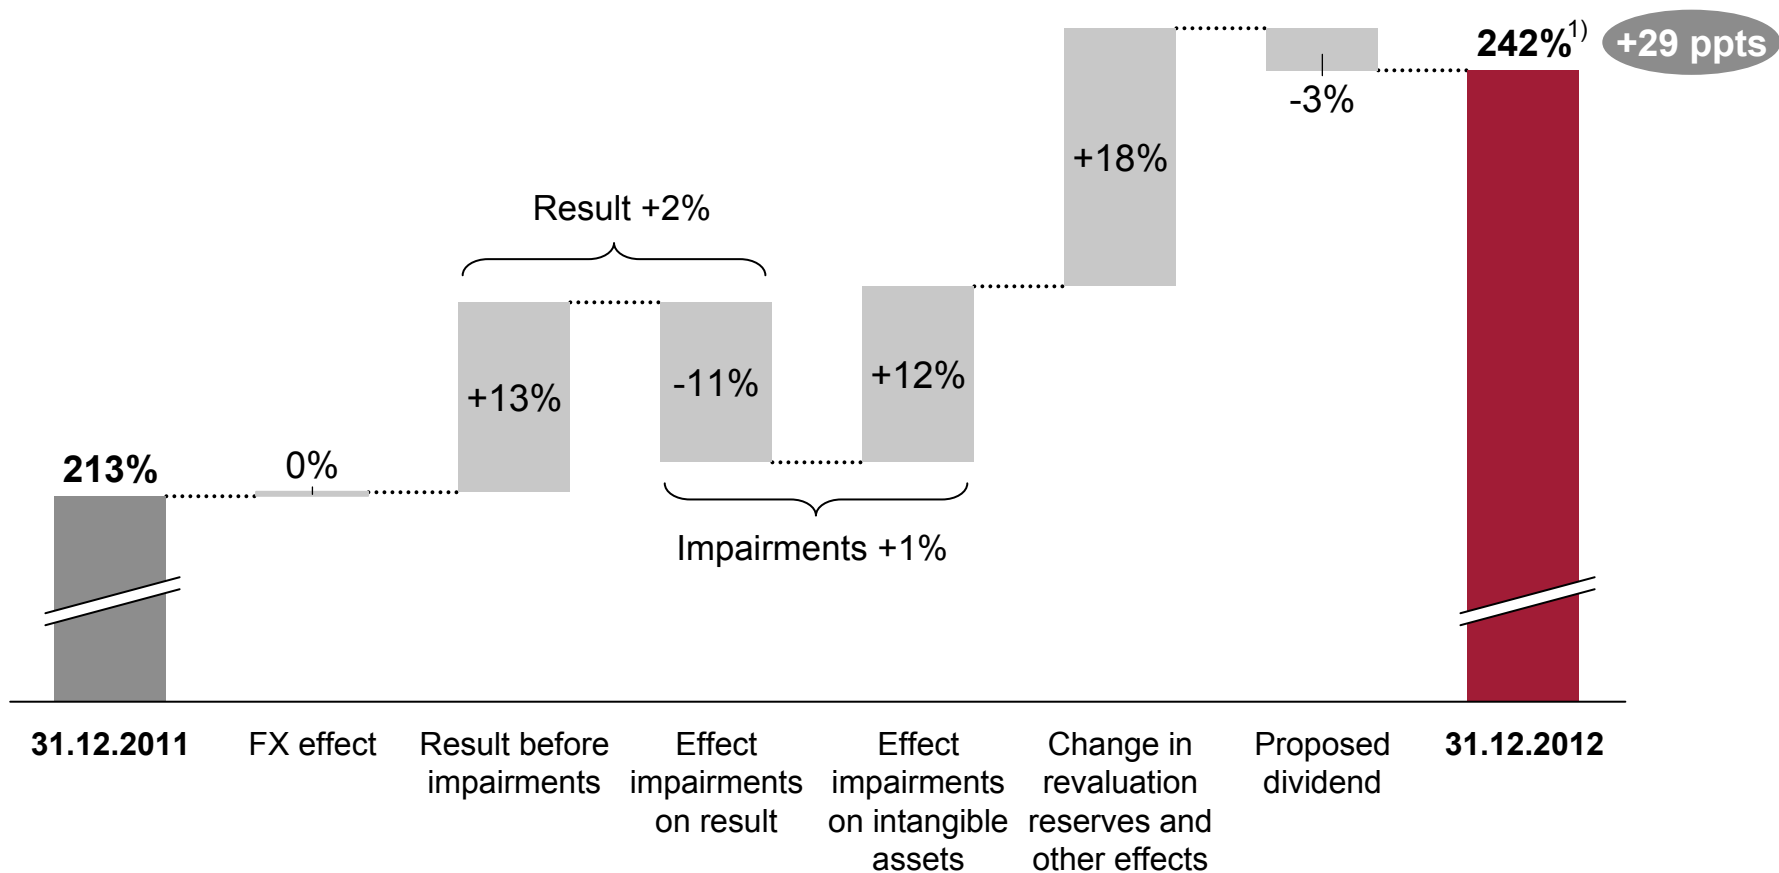 242%1)
+29 ppts
-3%
+18%
Result +2%
+13%
-11%
+12%
213%
0%
Impairments +1%
31.12.2011
FX effect
Result before
impairments
Effect
impairments
on result
Effect
impairments
on intangible
assets
Change in
revaluation
reserves and
other effects
Proposed
dividend
31.12.2012